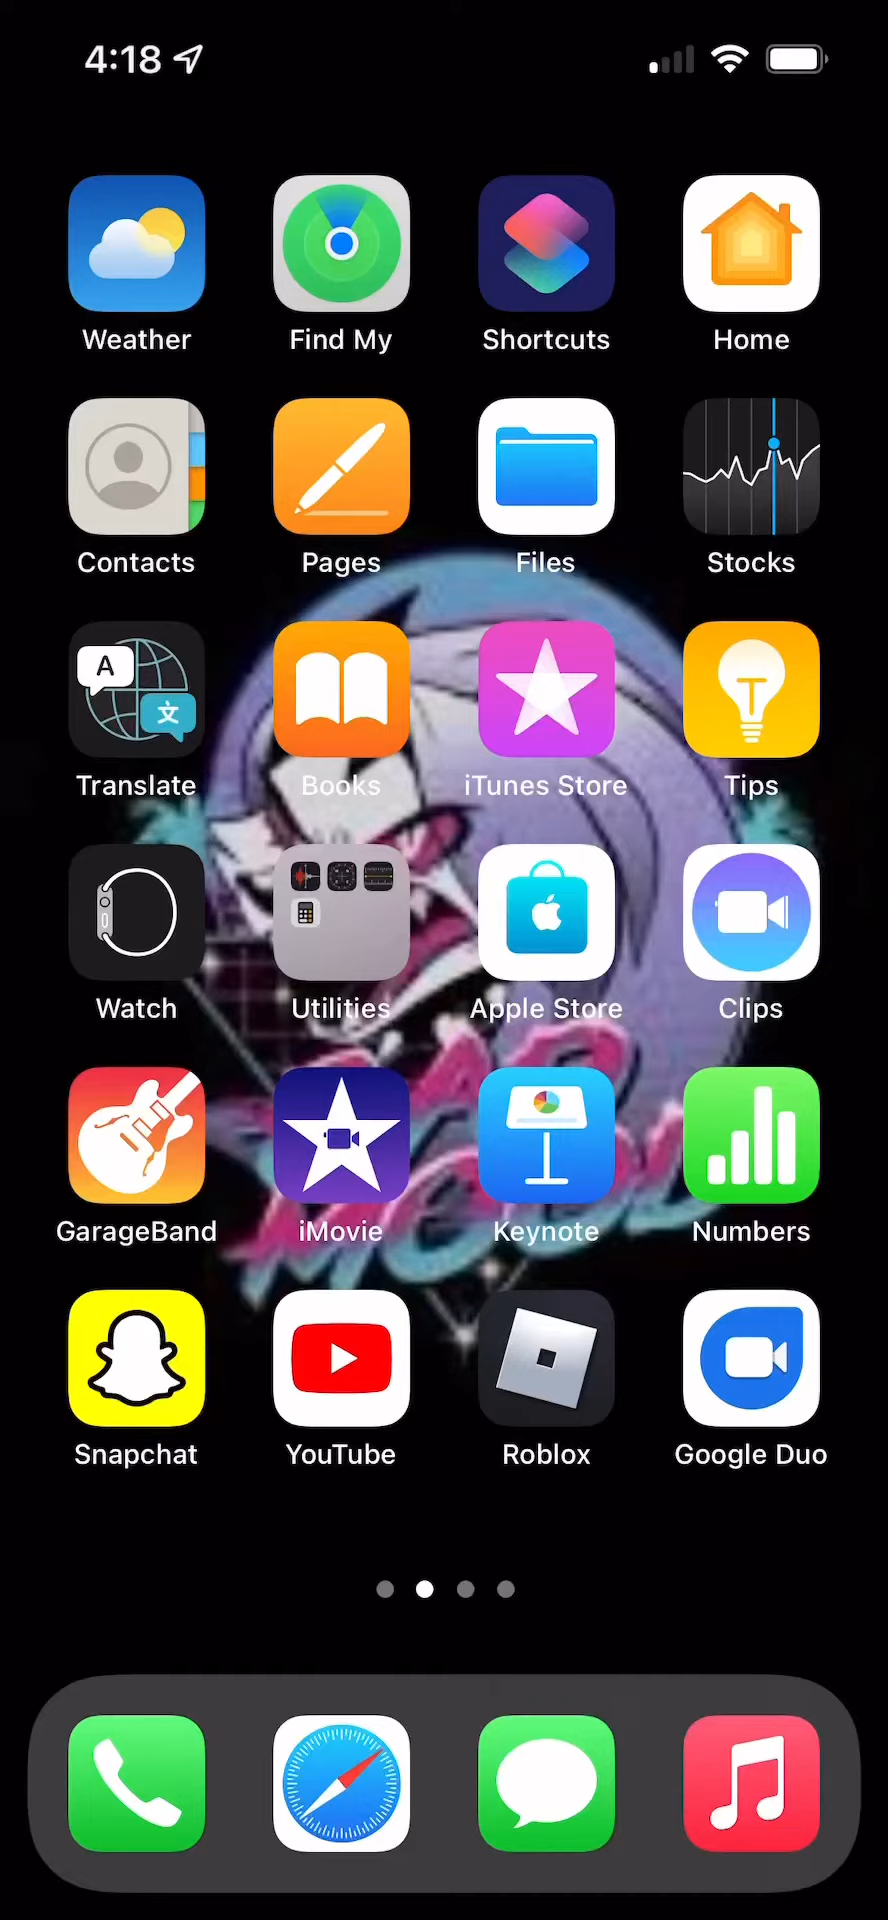 4:18
Weather Find My Shortcuts Home
Contacts Pages Files Stocks
A
文
Translate Books iTunes Store Tips
Watch Utilities Apple Store Clips
GarageBand iMovie Keynote Numbers
Snapchat YouTube Roblox Google Duo